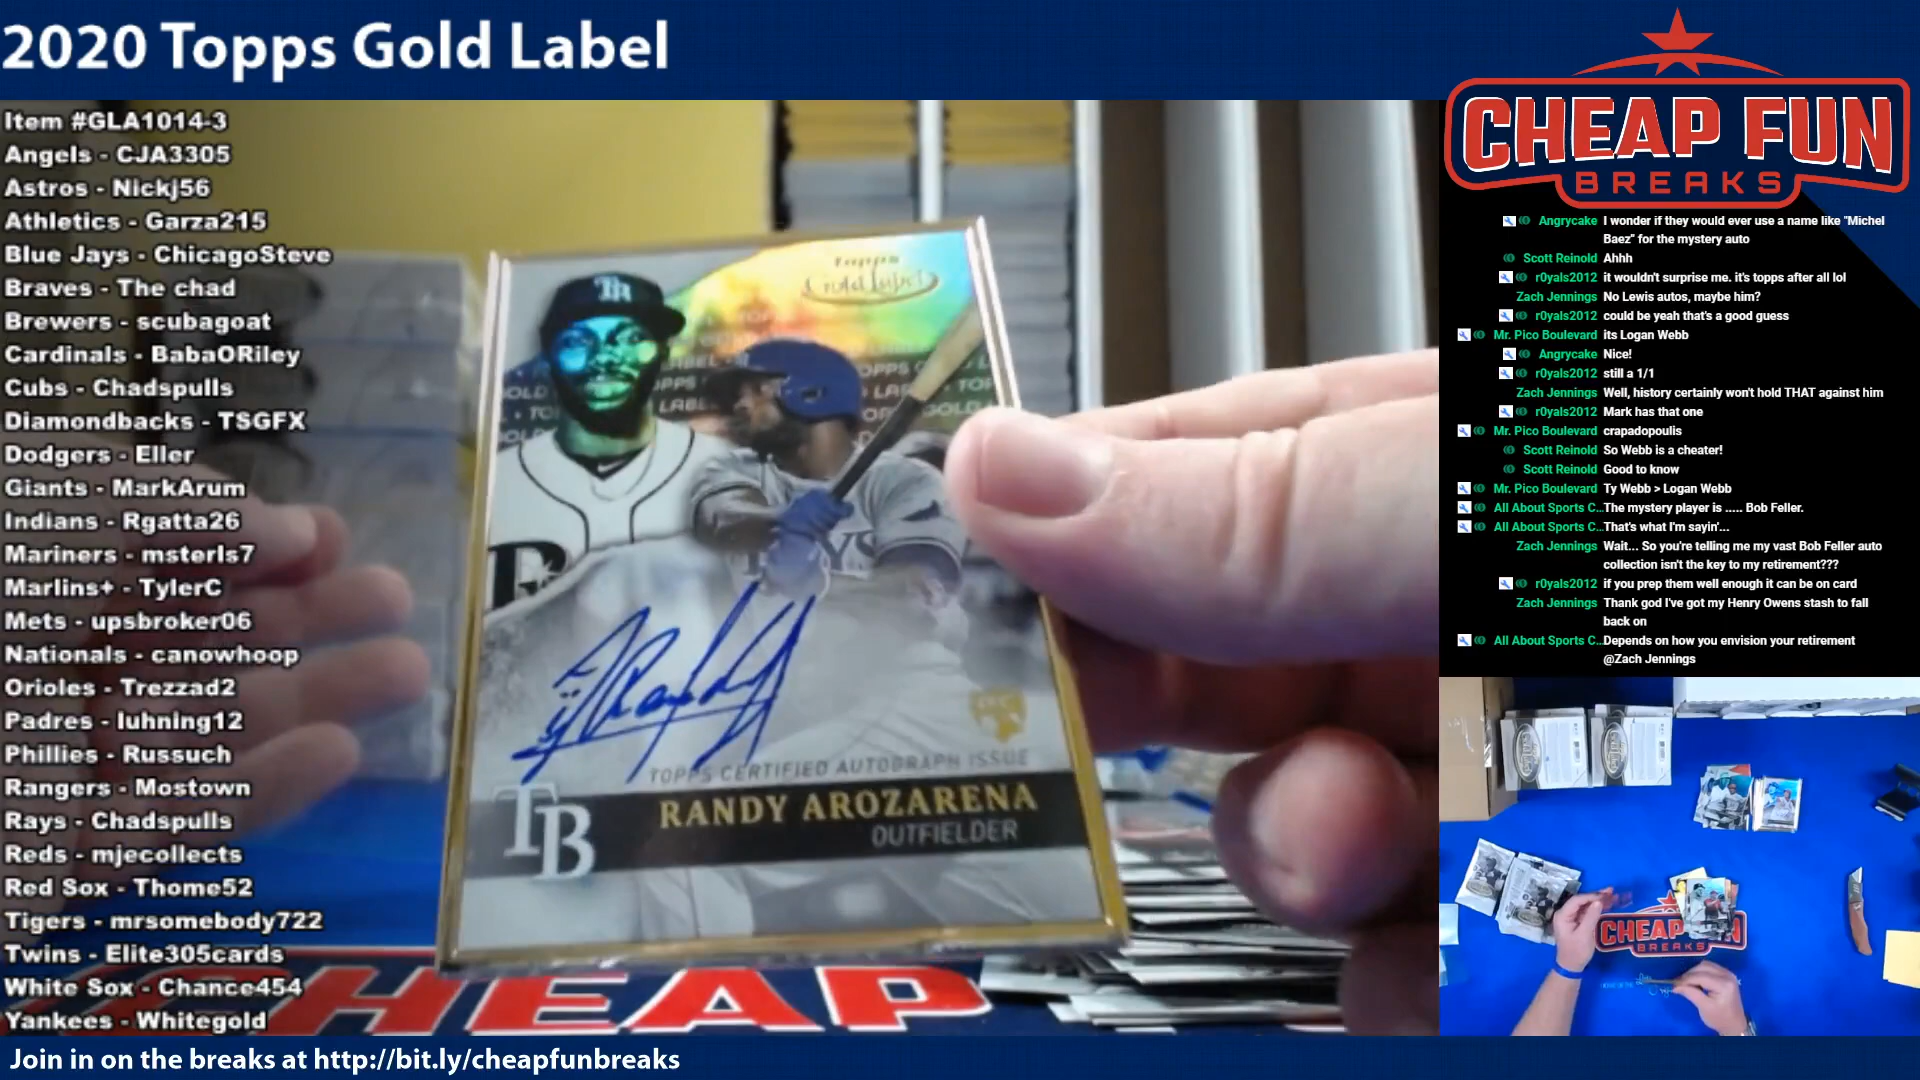 2020 Topps Gold Label
Item #GLA1014-3
Angels - CJA3305
Astros - Nickj56
Athletics - Garza215
Blue Jays - ChicagoSteve
Braves - The chad
Brewers - scubagoat
Cardinals - BabaORiley
Cubs - Chadspulls
Diamondbacks - TSGFX
Dodgers - Eller
Giants - MarkArum
Indians - Rgatta26
Mariners - msterls7
Marlins+ - TylerC
Mets - upsbroker06
Nationals - canowhoop
Orioles - Trezzad2
Padres - luhning12
Phillies - Russuch
Rangers - Mostown
Rays - Chadspulls
Reds - mjecollects
Red Sox - Thome52
Tigers - mrsomebody722
Twins - Elite305cards
White Sox - Chance454
Yankees - Whitegold
Join in on the breaks at http://bit.ly/cheapfunbreaks
Topps
Gold Label
TB
TOPPS CERTIFIED AUTOGRAPH ISSUE
RANDY AROZARENA
OUTFIELDER
TB
CHEAP
CHEAP FUN
BREAKS
Angrycake I wonder if they would ever use a name like "Michel
Baez" for the mystery auto
Scott Reinold Ahhh
r0yals2012 it wouldn't surprise me. it's topps after all lol
Zach Jennings No Lewis autos, maybe him?
r0yals2012 could be yeah that's a good guess
Mr. Pico Boulevard its Logan Webb
Angrycake Nice!
r0yals2012 still a 1/1
Zach Jennings Well, history certainly won't hold THAT against him
r0yals2012 Mark has that one
Mr. Pico Boulevard crapadopoulis
Scott Reinold So Webb is a cheater!
Scott Reinold Good to know
Mr. Pico Boulevard Ty Webb > Logan Webb
All About Sports C... The mystery player is ..... Bob Feller.
All About Sports C... That's what I'm sayin'...
Zach Jennings Wait... So you're telling me my vast Bob Feller auto
collection isn't the key to my retirement???
r0yals2012 if you prep them well enough it can be on card
Zach Jennings Thank god I've got my Henry Owens stash to fall
back on
All About Sports C... Depends on how you envision your retirement
@Zach Jennings
CHEAP FUN
BREAKS